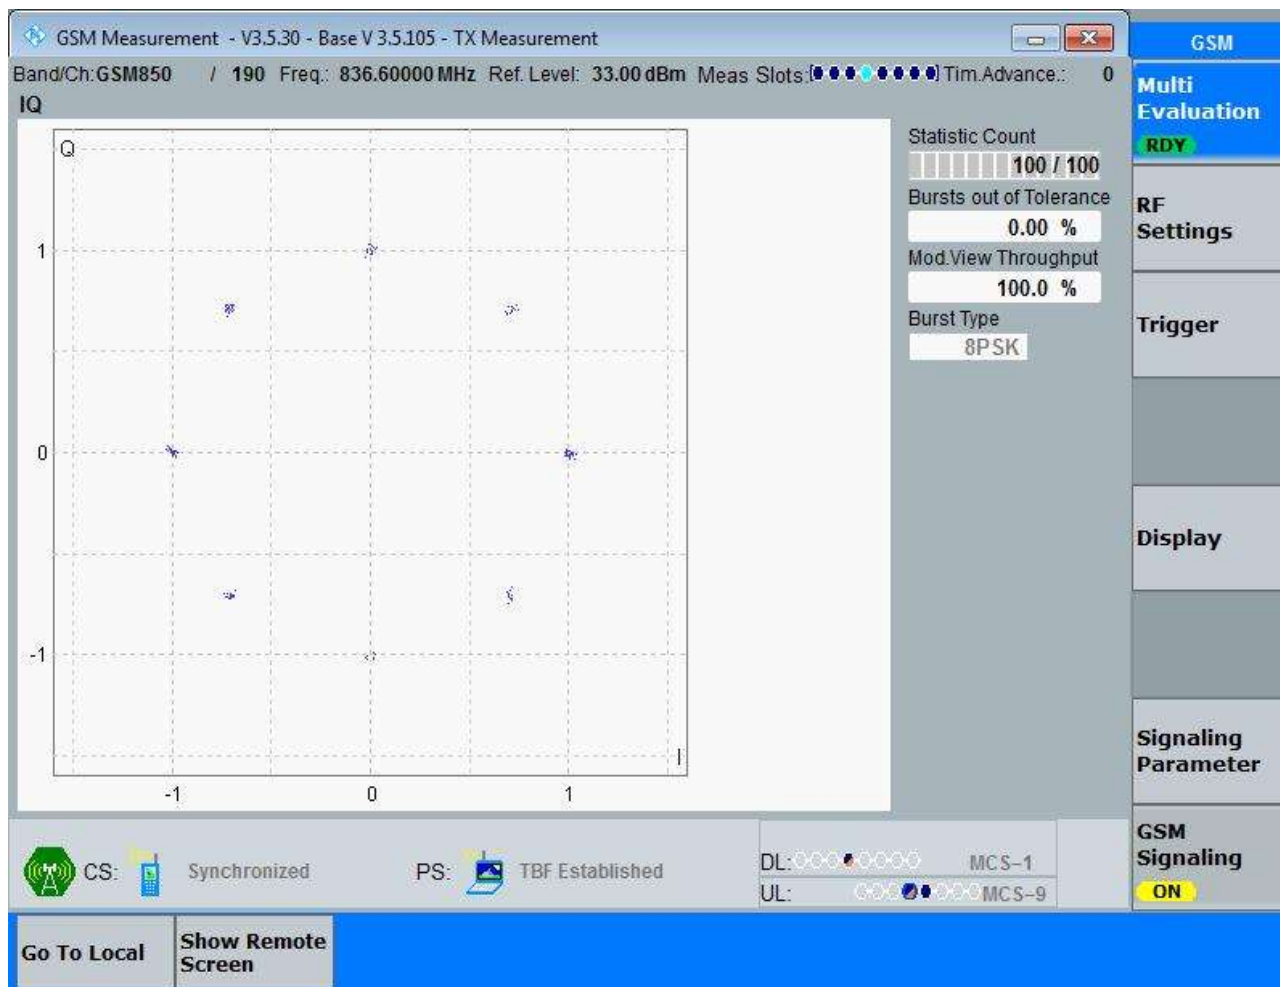 GSM Measurement - V3.5.30 - Base V 3.5.105 - TX Measurement
Band/Ch:GSM850 / 190 Freq.: 836.60000 MHz Ref. Level: 33.00 dBm Meas Slots: Tim.Advance.: 0
IQ
Q
1
0
-1
I
-1 0 1
Statistic Count
100 / 100
Bursts out of Tolerance
0.00 %
Mod.View Throughput
100.0 %
Burst Type
8PSK
CS: Synchronized
PS: TBF Established
DL: MCS-1
UL: MCS-9
GSM
Multi
Evaluation
RDY
RF
Settings
Trigger
Display
Signaling
Parameter
GSM
Signaling
ON
Go To Local
Show Remote
Screen